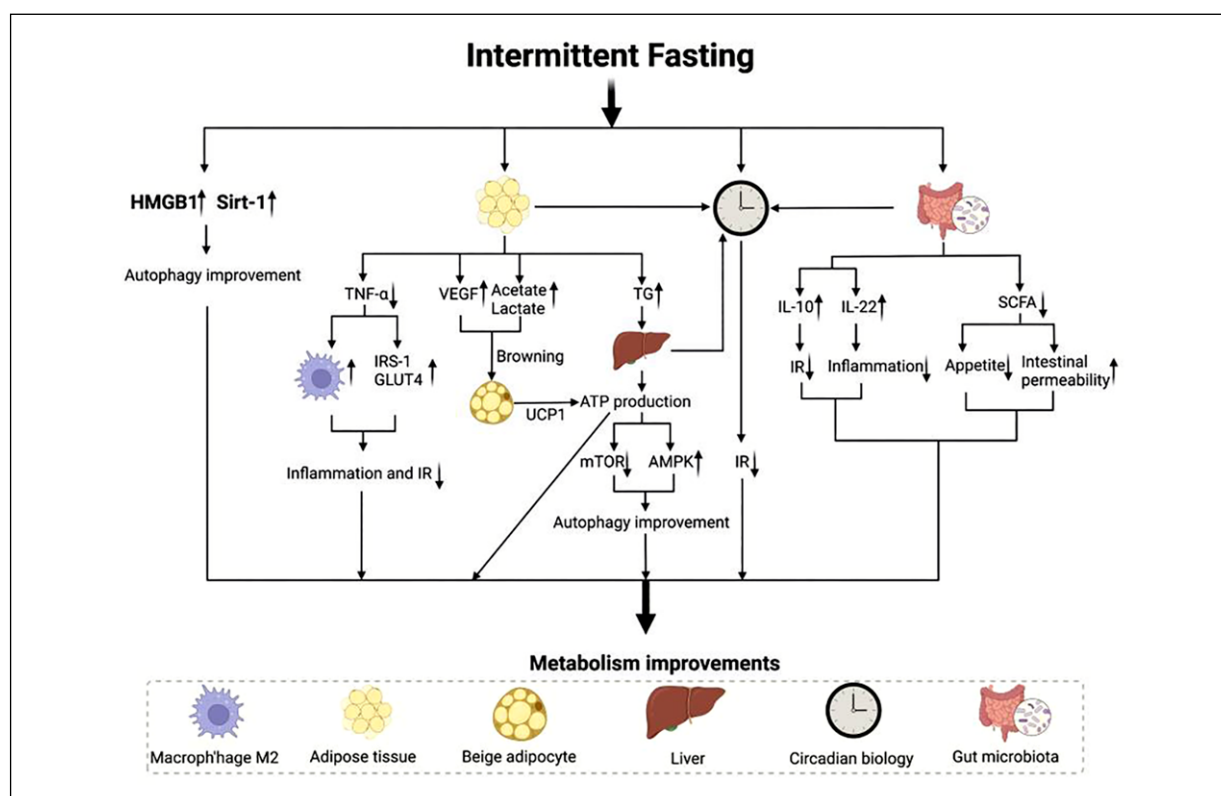 Intermittent Fasting
HMGB1↑ Sirt-1↑
Autophagy improvement
TNF-α↓
VEGF↑
Acetate
Lactate↑
TG↑
IL-10↑
IL-22↑
SCFA↓
↑
IRS-1
GLUT4↑
Browning
IR↓
Inflammation↓
Appetite↓
Intestinal
permeability↑
UCP1
ATP production
Inflammation and IR↓
mTOR↓
AMPK↑
IR↓
Autophagy improvement
Metabolism improvements
Macroph'hage M2
Adipose tissue
Beige adipocyte
Liver
Circadian biology
Gut microbiota